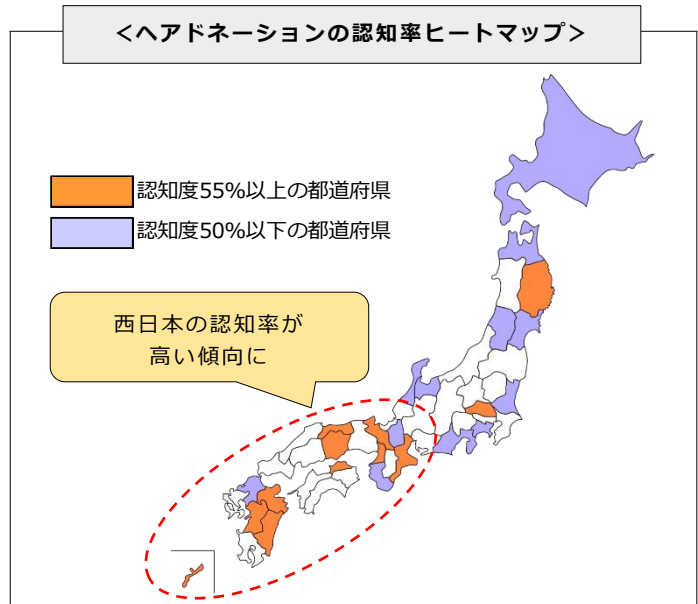 ＜ヘアドネーションの認知率ヒートマップ＞
認知度55%以上の都道府県
認知度50%以下の都道府県
西日本の認知率が
高い傾向に